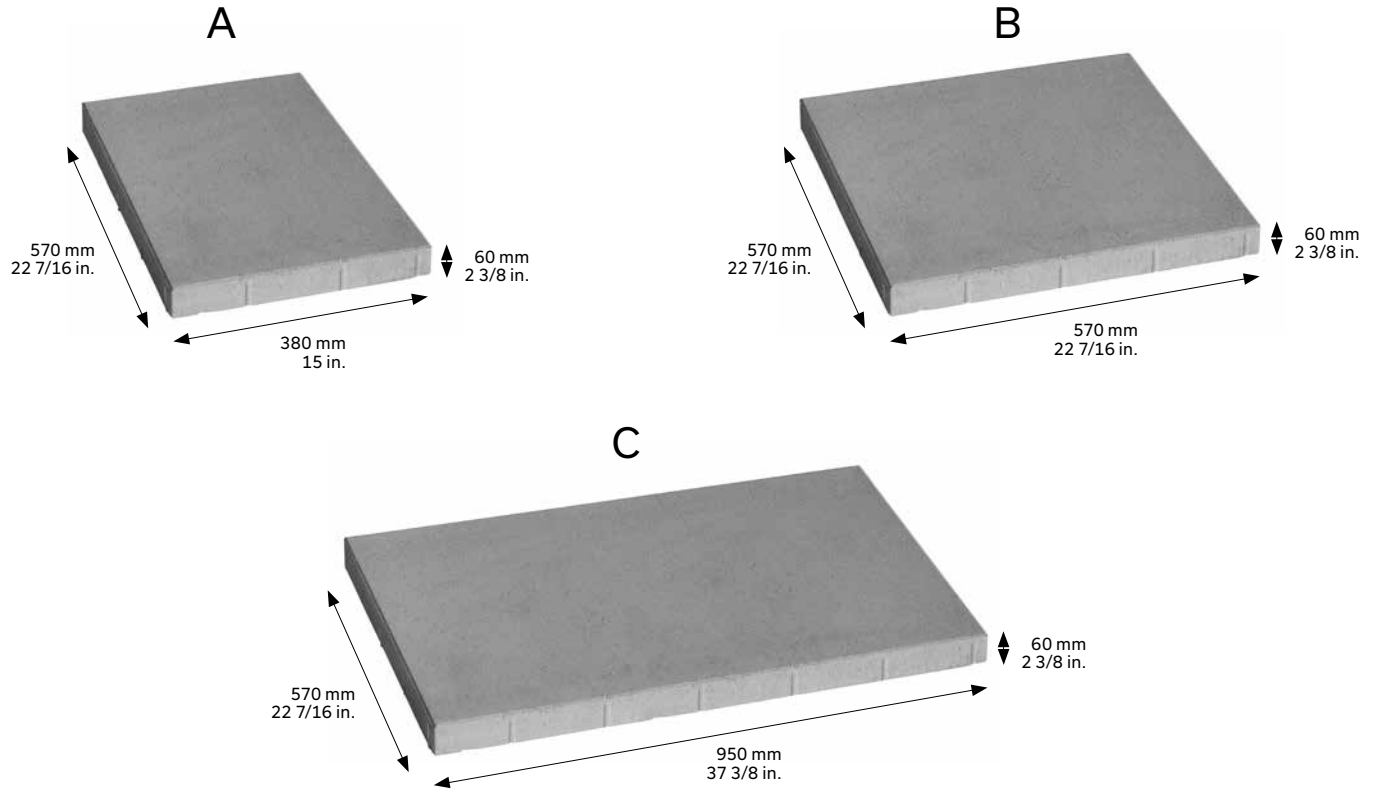 A
570 mm
22 7/16 in.
60 mm
2 3/8 in.
380 mm
15 in.
B
570 mm
22 7/16 in.
60 mm
2 3/8 in.
570 mm
22 7/16 in.
C
570 mm
22 7/16 in.
60 mm
2 3/8 in.
950 mm
37 3/8 in.